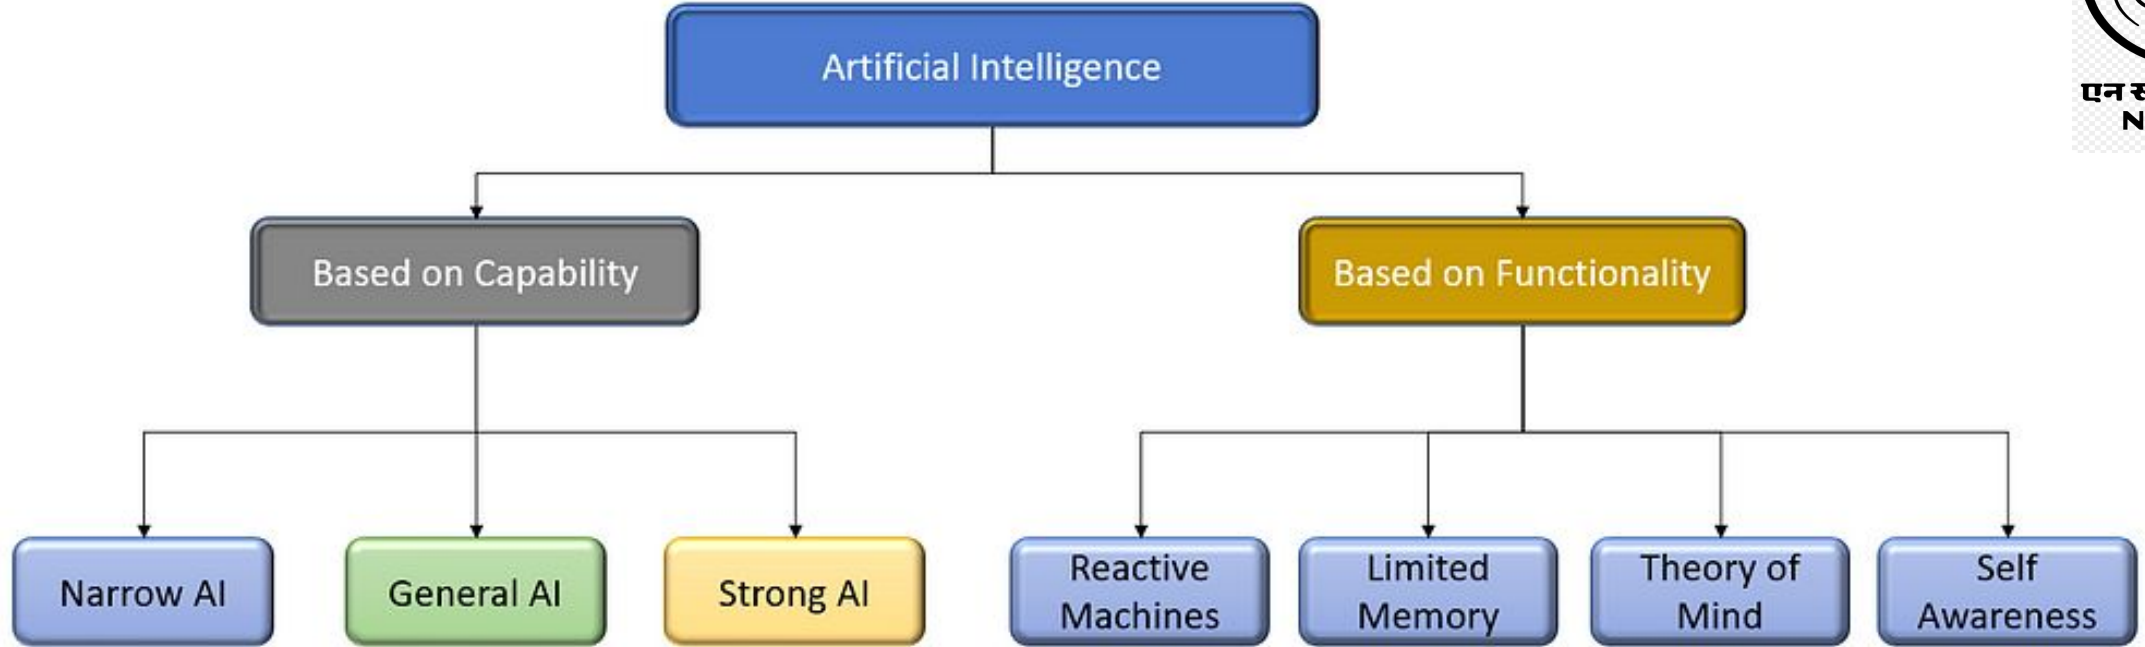 Artificial Intelligence
एन
N
Based on Capability
Based on Functionality
Narrow AI
General AI
Strong AI
Reactive
Machines
Limited
Memory
Theory of
Mind
Self
Awareness